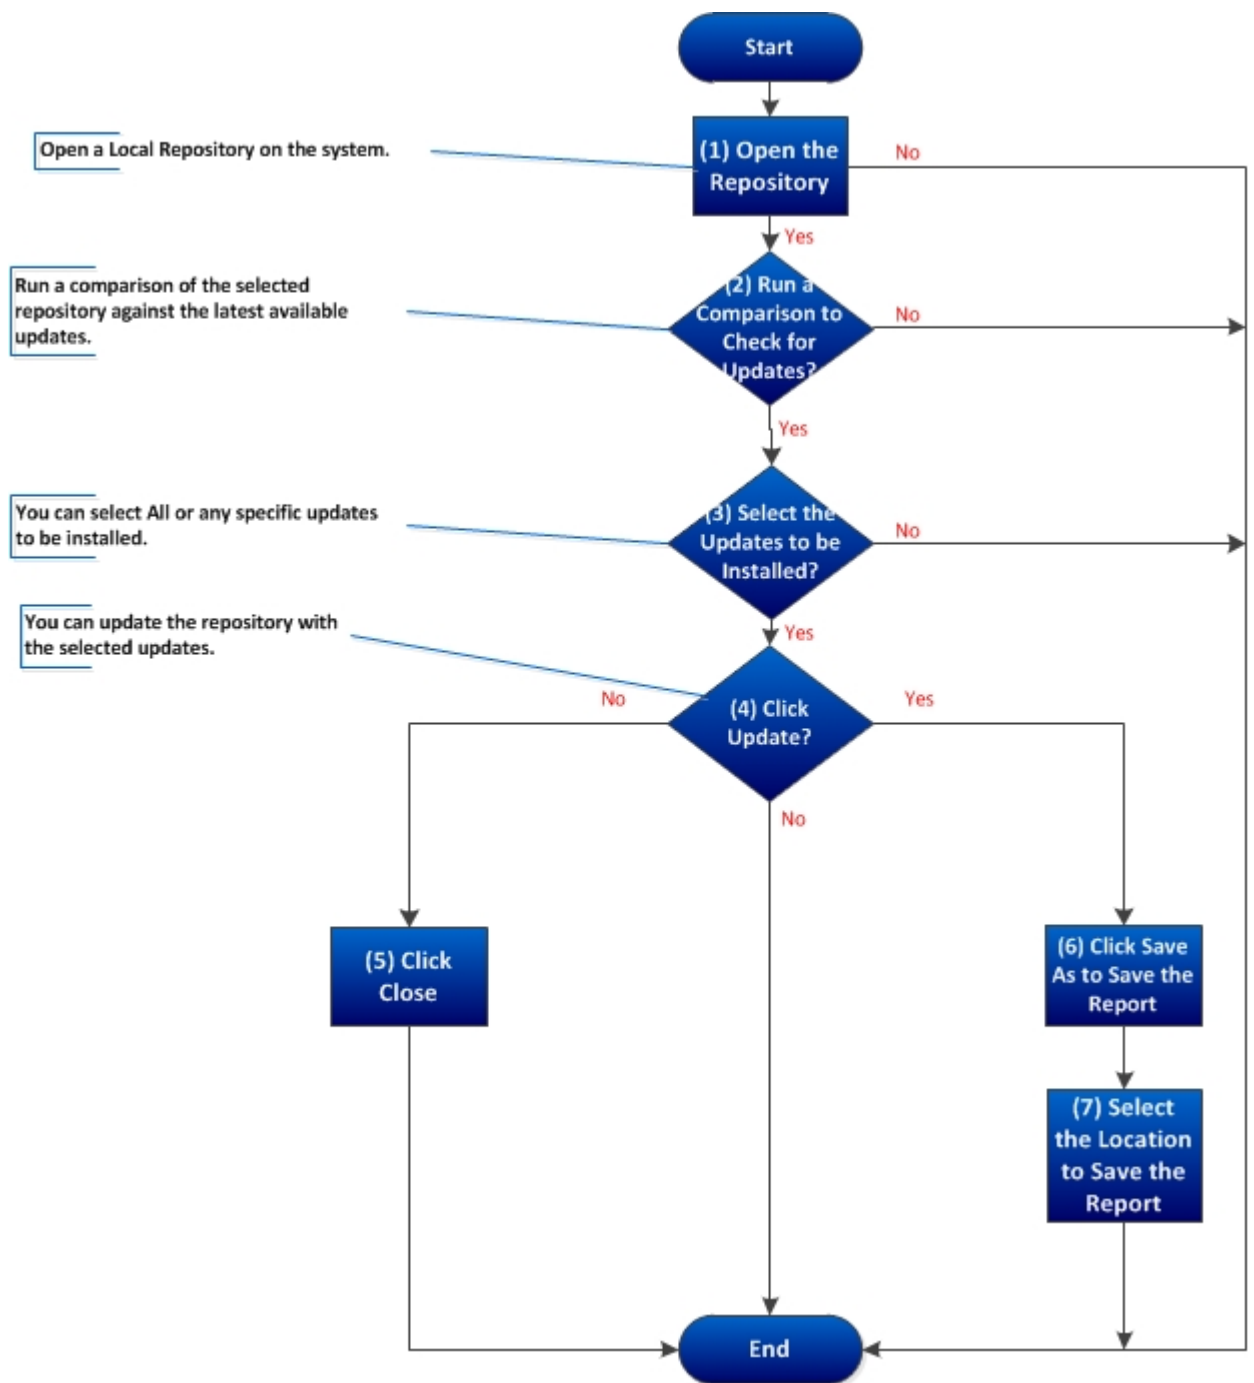 Start
Open a Local Repository on the system.
(1) Open the
Repository
No
Yes
Run a comparison of the selected
repository against the latest available
updates.
(2) Run a
Comparison to
Check for
Updates?
No
Yes
You can select All or any specific updates
to be installed.
(3) Select the
Updates to be
Installed?
No
Yes
You can update the repository with
the selected updates.
No
(4) Click
Update?
Yes
No
(5) Click
Close
(6) Click Save
As to Save the
Report
(7) Select
the Location
to Save the
Report
End